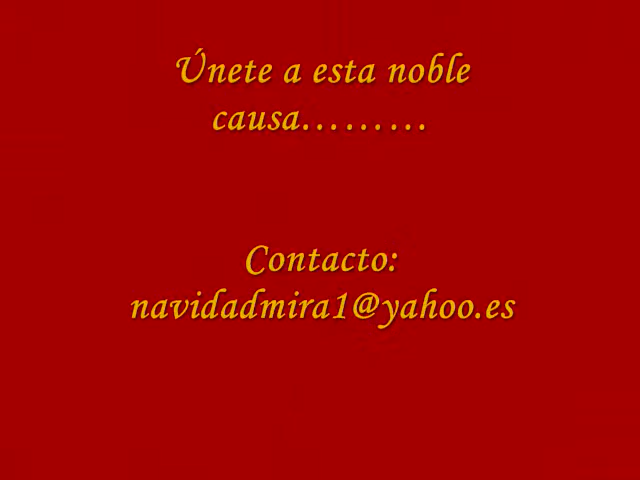 Únete a esta noble
causa………
Contacto:
navidadmira1@yahoo.es